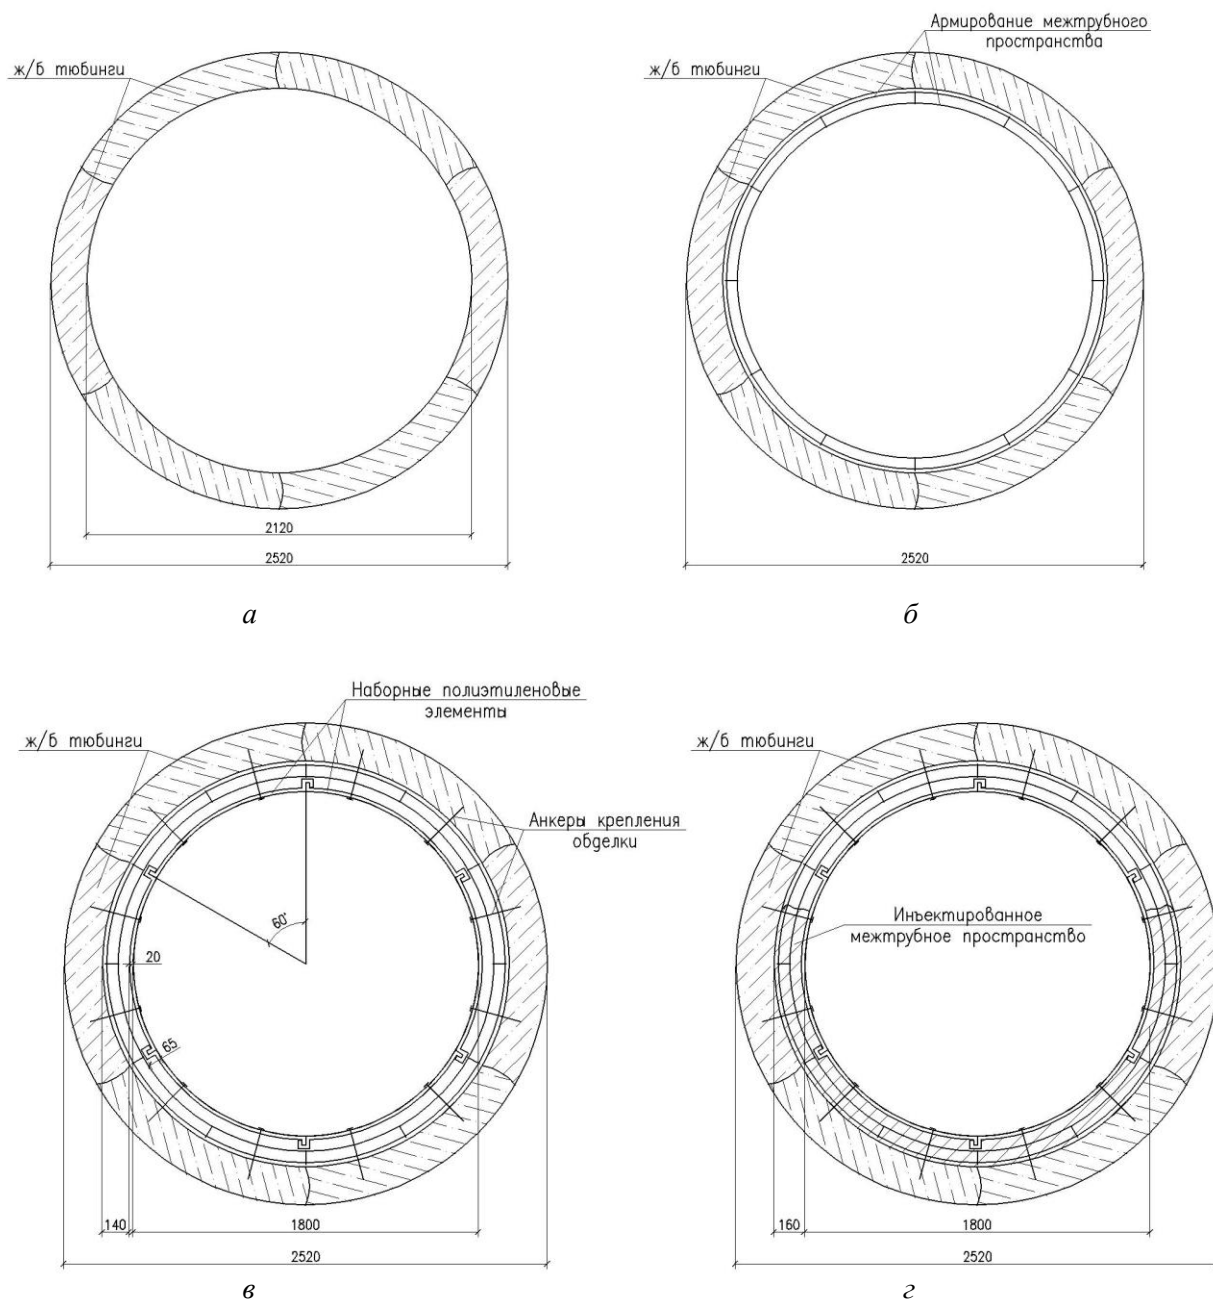 ж/б тюбинги
2120
2520
а
Армирование межтрубного
пространства
ж/б тюбинги
2520
б
Наборные полиэтиленовые
элементы
ж/б тюбинги
Анкеры крепления
обделки
60°
20
65
140
1800
2520
в
ж/б тюбинги
Инъектированное
межтрубное пространство
160
1800
2520
г